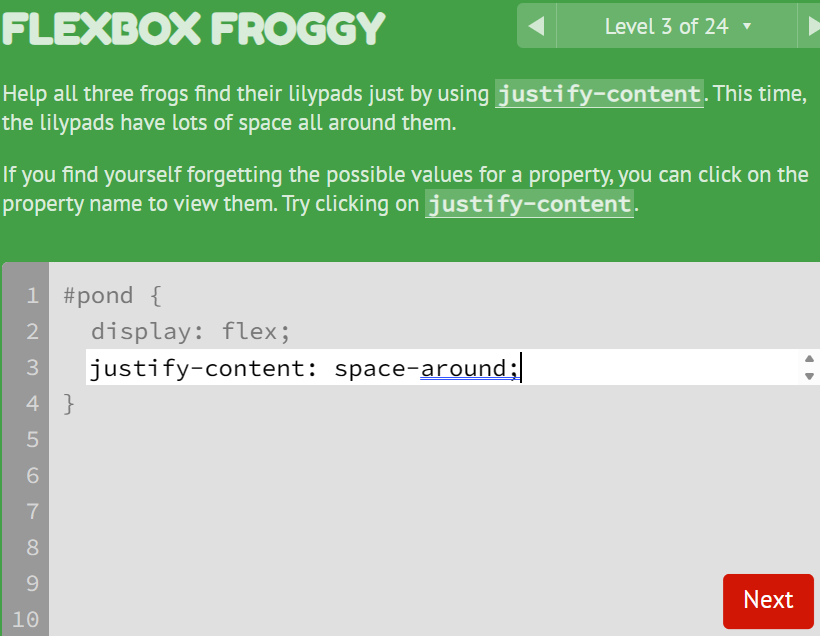 FLEXBOX FROGGY
Level 3 of 24
Help all three frogs find their lilypads just by using justify-content. This time,
the lilypads have lots of space all around them.
If you find yourself forgetting the possible values for a property, you can click on the
property name to view them. Try clicking on justify-content.
1 #pond {
2 display: flex;
3 justify-content: space-around;
4 }
5
6
7
8
9
10
Next